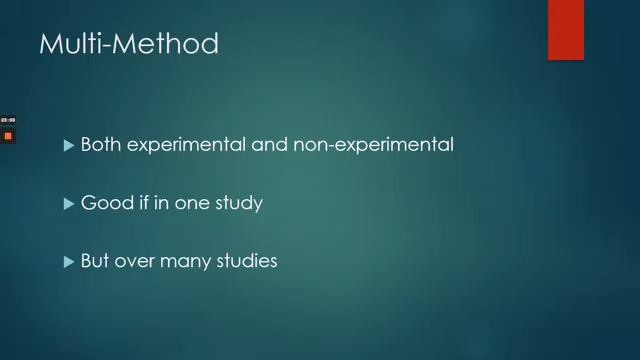 Multi-Method
Both experimental and non-experimental
Good if in one study
But over many studies